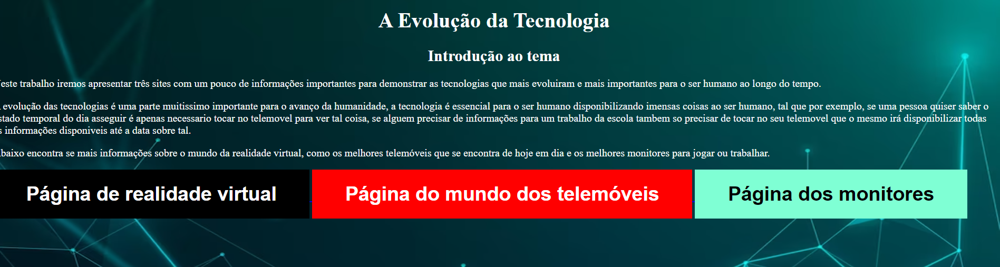 A Evolução da Tecnologia
Introdução ao tema
este trabalho iremos apresentar três sites com um pouco de informações importantes para demonstrar as tecnologias que mais evoluiram e mais importantes para o ser humano ao longo do tempo.
evolução das tecnologias é uma parte muitissimo importante para o avanço da humanidade, a tecnologia é essencial para o ser humano disponibilizando imensas coisas ao ser humano, tal que por exemplo, se uma pessoa quiser saber o
stado temporal do dia asseguir é apenas necessario tocar no telemovel para ver tal coisa, se alguem precisar de informações para um trabalho da escola tambem so precisar de tocar no seu telemovel que o mesmo irá disponibilizar todas
s informações disponiveis até a data sobre tal.
baixo encontra se mais informações sobre o mundo da realidade virtual, como os melhores telemóveis que se encontra de hoje em dia e os melhores monitores para jogar ou trabalhar.
Página de realidade virtual Página do mundo dos telemóveis Página dos monitores